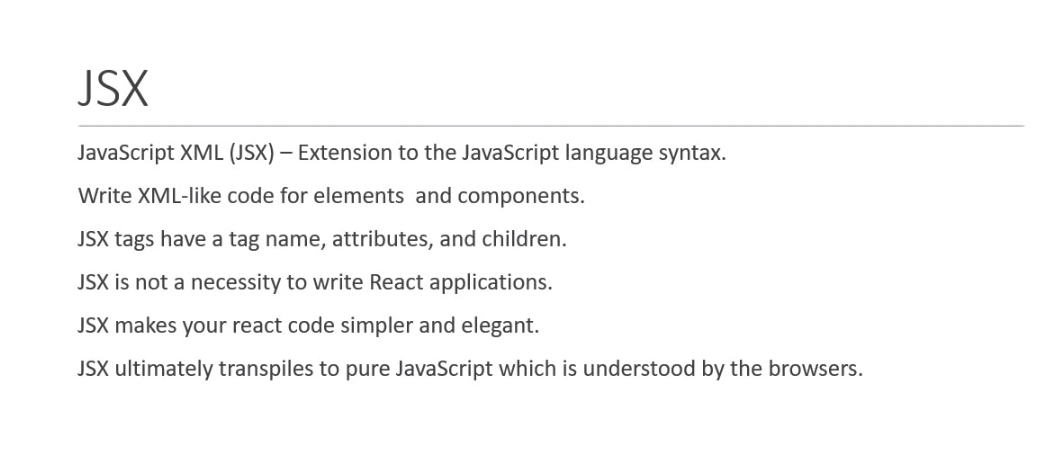 JSX
JavaScript XML (JSX) – Extension to the JavaScript language syntax.
Write XML-like code for elements  and components.
JSX tags have a tag name, attributes, and children.
JSX is not a necessity to write React applications.
JSX makes your react code simpler and elegant.
JSX ultimately transpiles to pure JavaScript which is understood by the browsers.